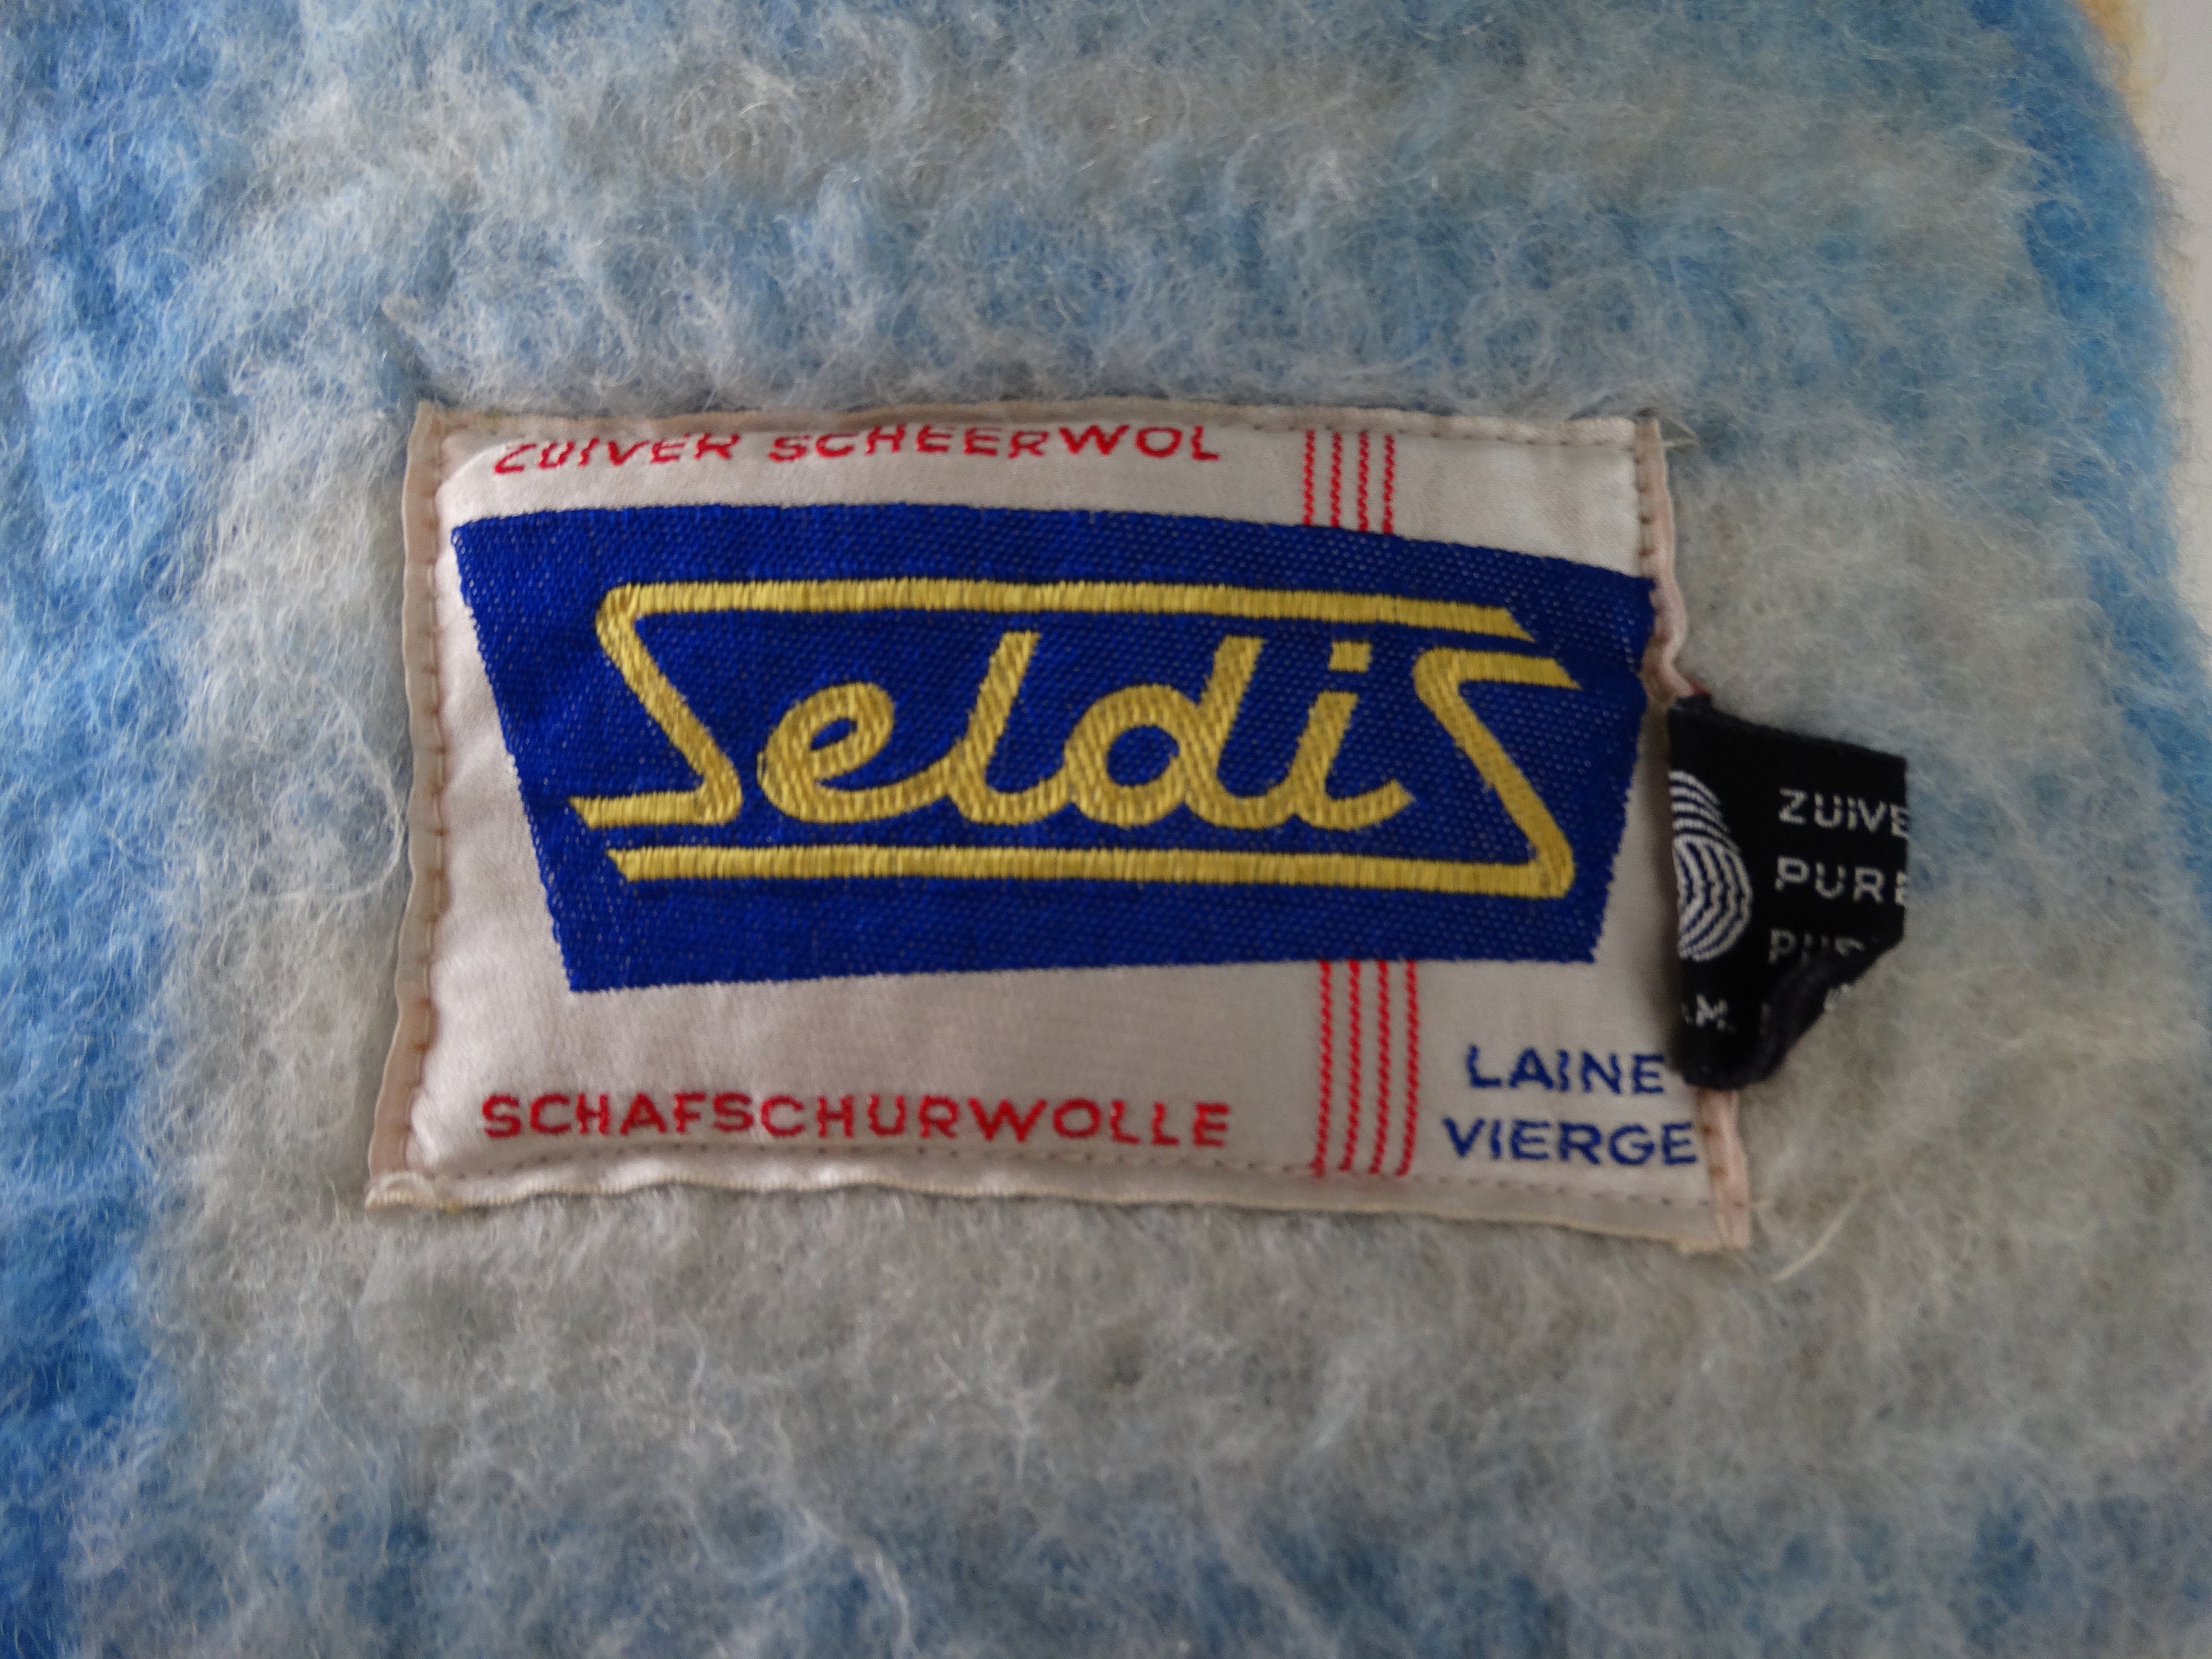 ZUIVER SCHEERWOL
SeldiS
SCHAFSCHURWOLLE
LAINE
VIERGE
ZUIVE
PURE